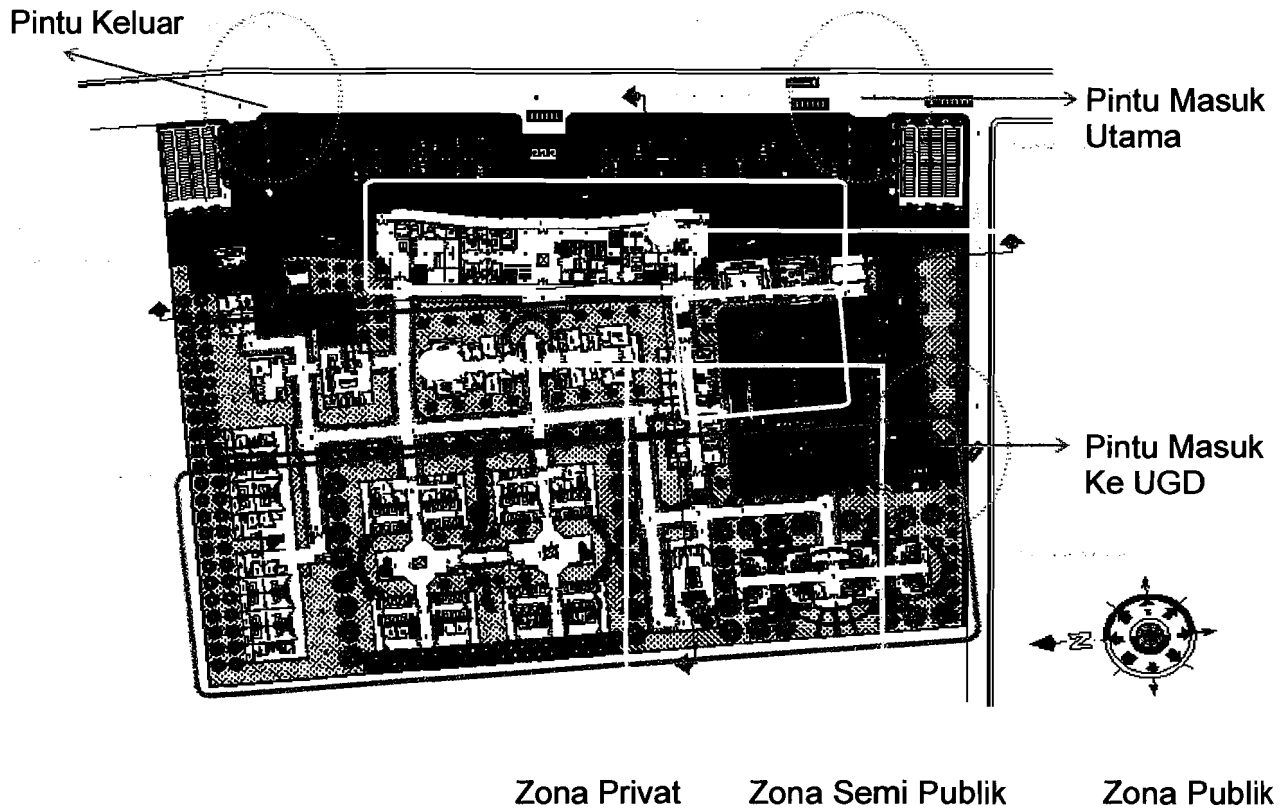 Pintu Keluar
Pintu Masuk
Utama
Pintu Masuk
Ke UGD
Z
Zona Privat Zona Semi Publik Zona Publik